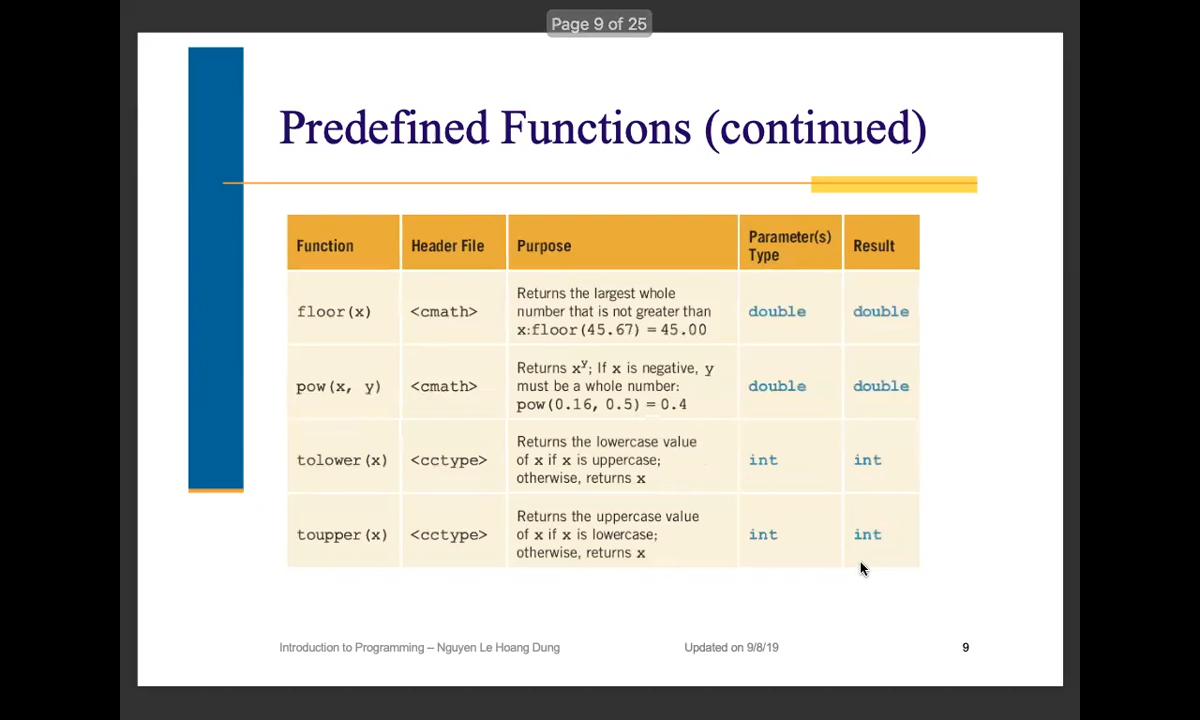 Page 9 of 25
Predefined Functions (continued)
Function
Header File
Purpose
Parameter(s)
Type
Result
floor(x)
<cmath>
Returns the largest whole
number that is not greater than
x:floor(45.67) = 45.00
double
double
pow(x, y)
<cmath>
Returns xʸ; If x is negative, y
must be a whole number:
pow(0.16, 0.5) = 0.4
double
double
tolower(x)
<cctype>
Returns the lowercase value
of x if x is uppercase;
otherwise, returns x
int
int
toupper(x)
<cctype>
Returns the uppercase value
of x if x is lowercase;
otherwise, returns x
int
int
Introduction to Programming – Nguyen Le Hoang Dung
Updated on 9/8/19
9